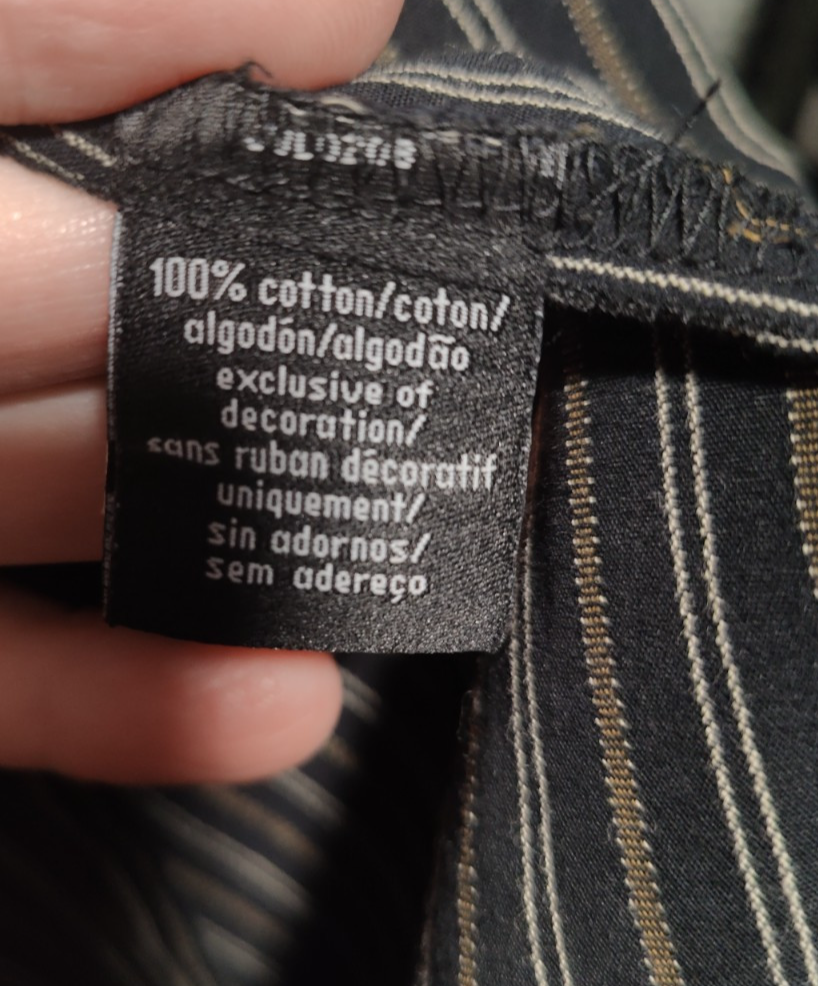 100% cotton/coton/
algodón/algodão
exclusive of
decoration/
sans ruban décoratif
uniquement/
sin adornos/
sem adereço